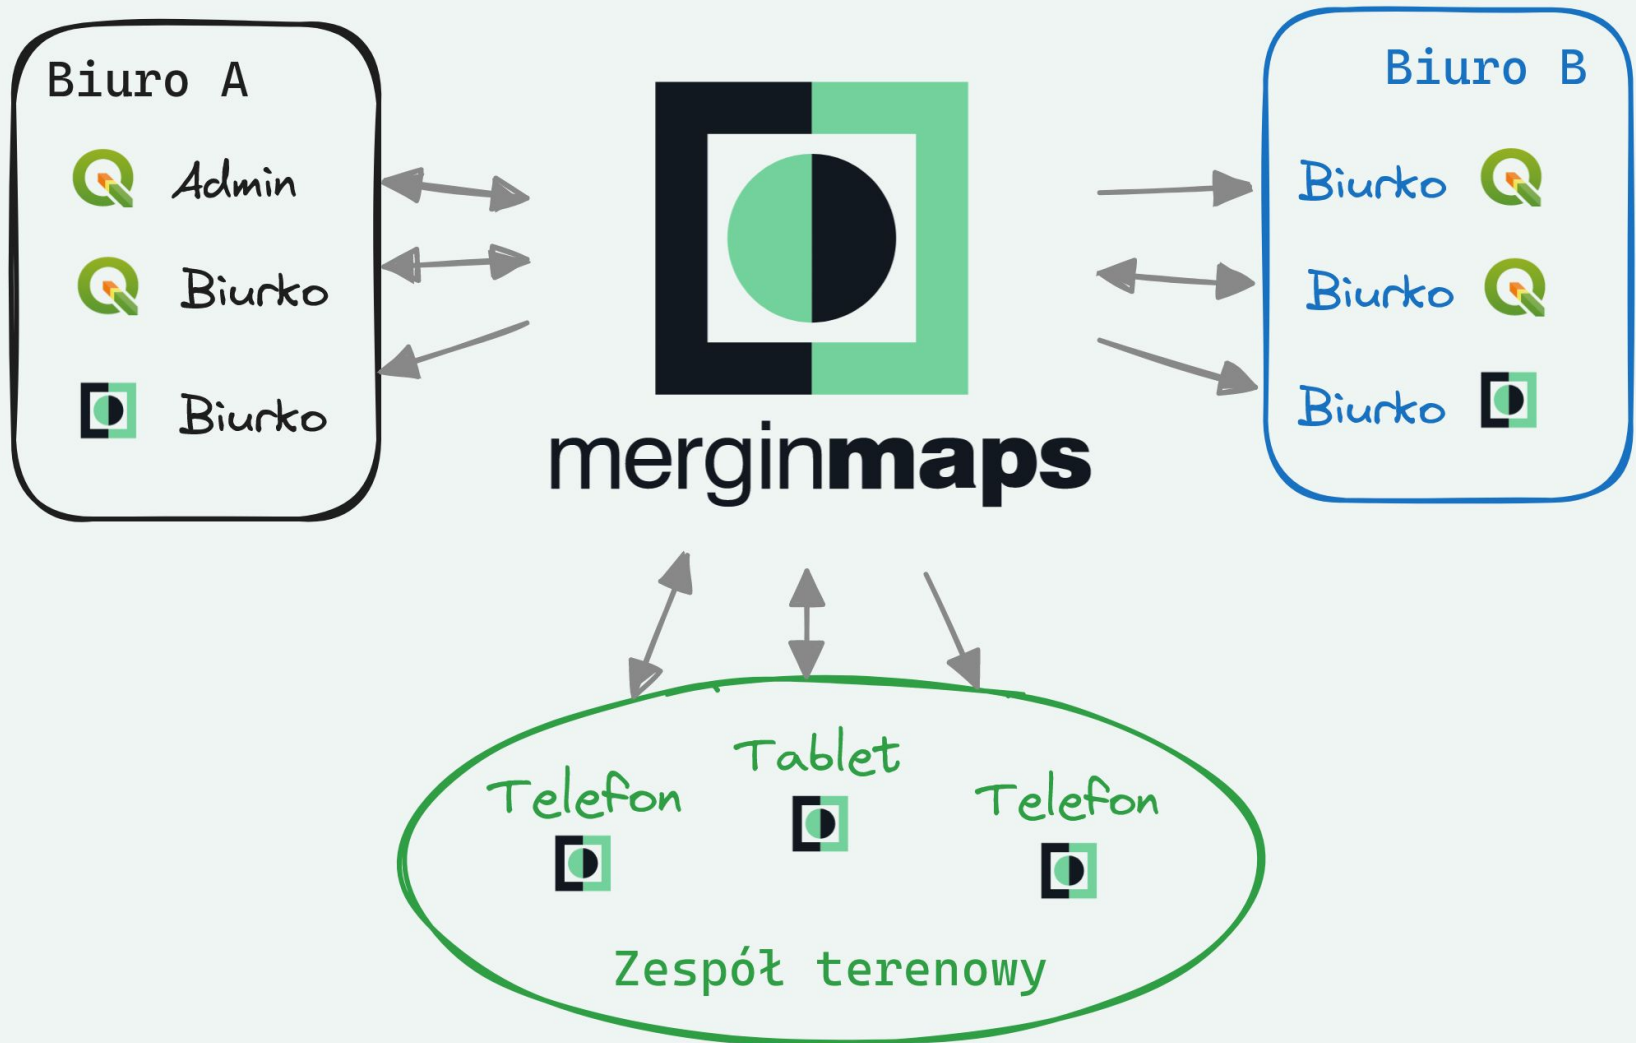 Biuro A
Admin
Biurko
Biurko
merginmaps
Biuro B
Biurko
Biurko
Biurko
Telefon
Tablet
Telefon
Zespół terenowy